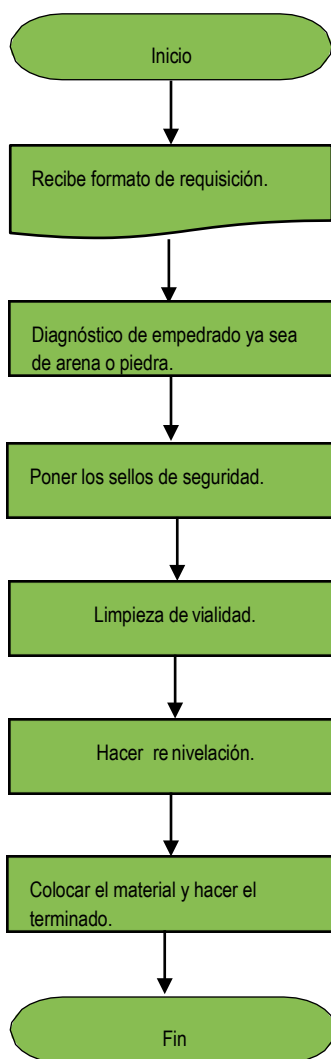 Inicio
Recibe formato de requisición.
Diagnóstico de empedrado ya sea
de arena o piedra.
Poner los sellos de seguridad.
Limpieza de vialidad.
Hacer re nivelación.
Colocar el material y hacer el
terminado.
Fin